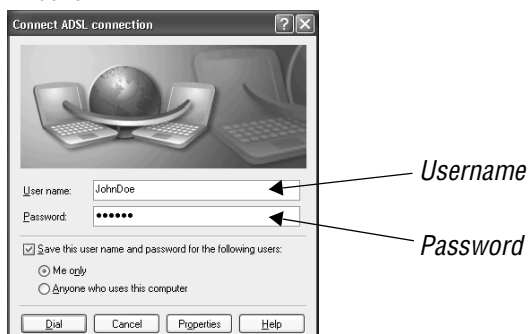 Connect ADSL connection
User name: JohnDoe Username
Password: •••••• Password
Save this user name and password for the following users:
Me only
Anyone who uses this computer
Dial Cancel Properties Help